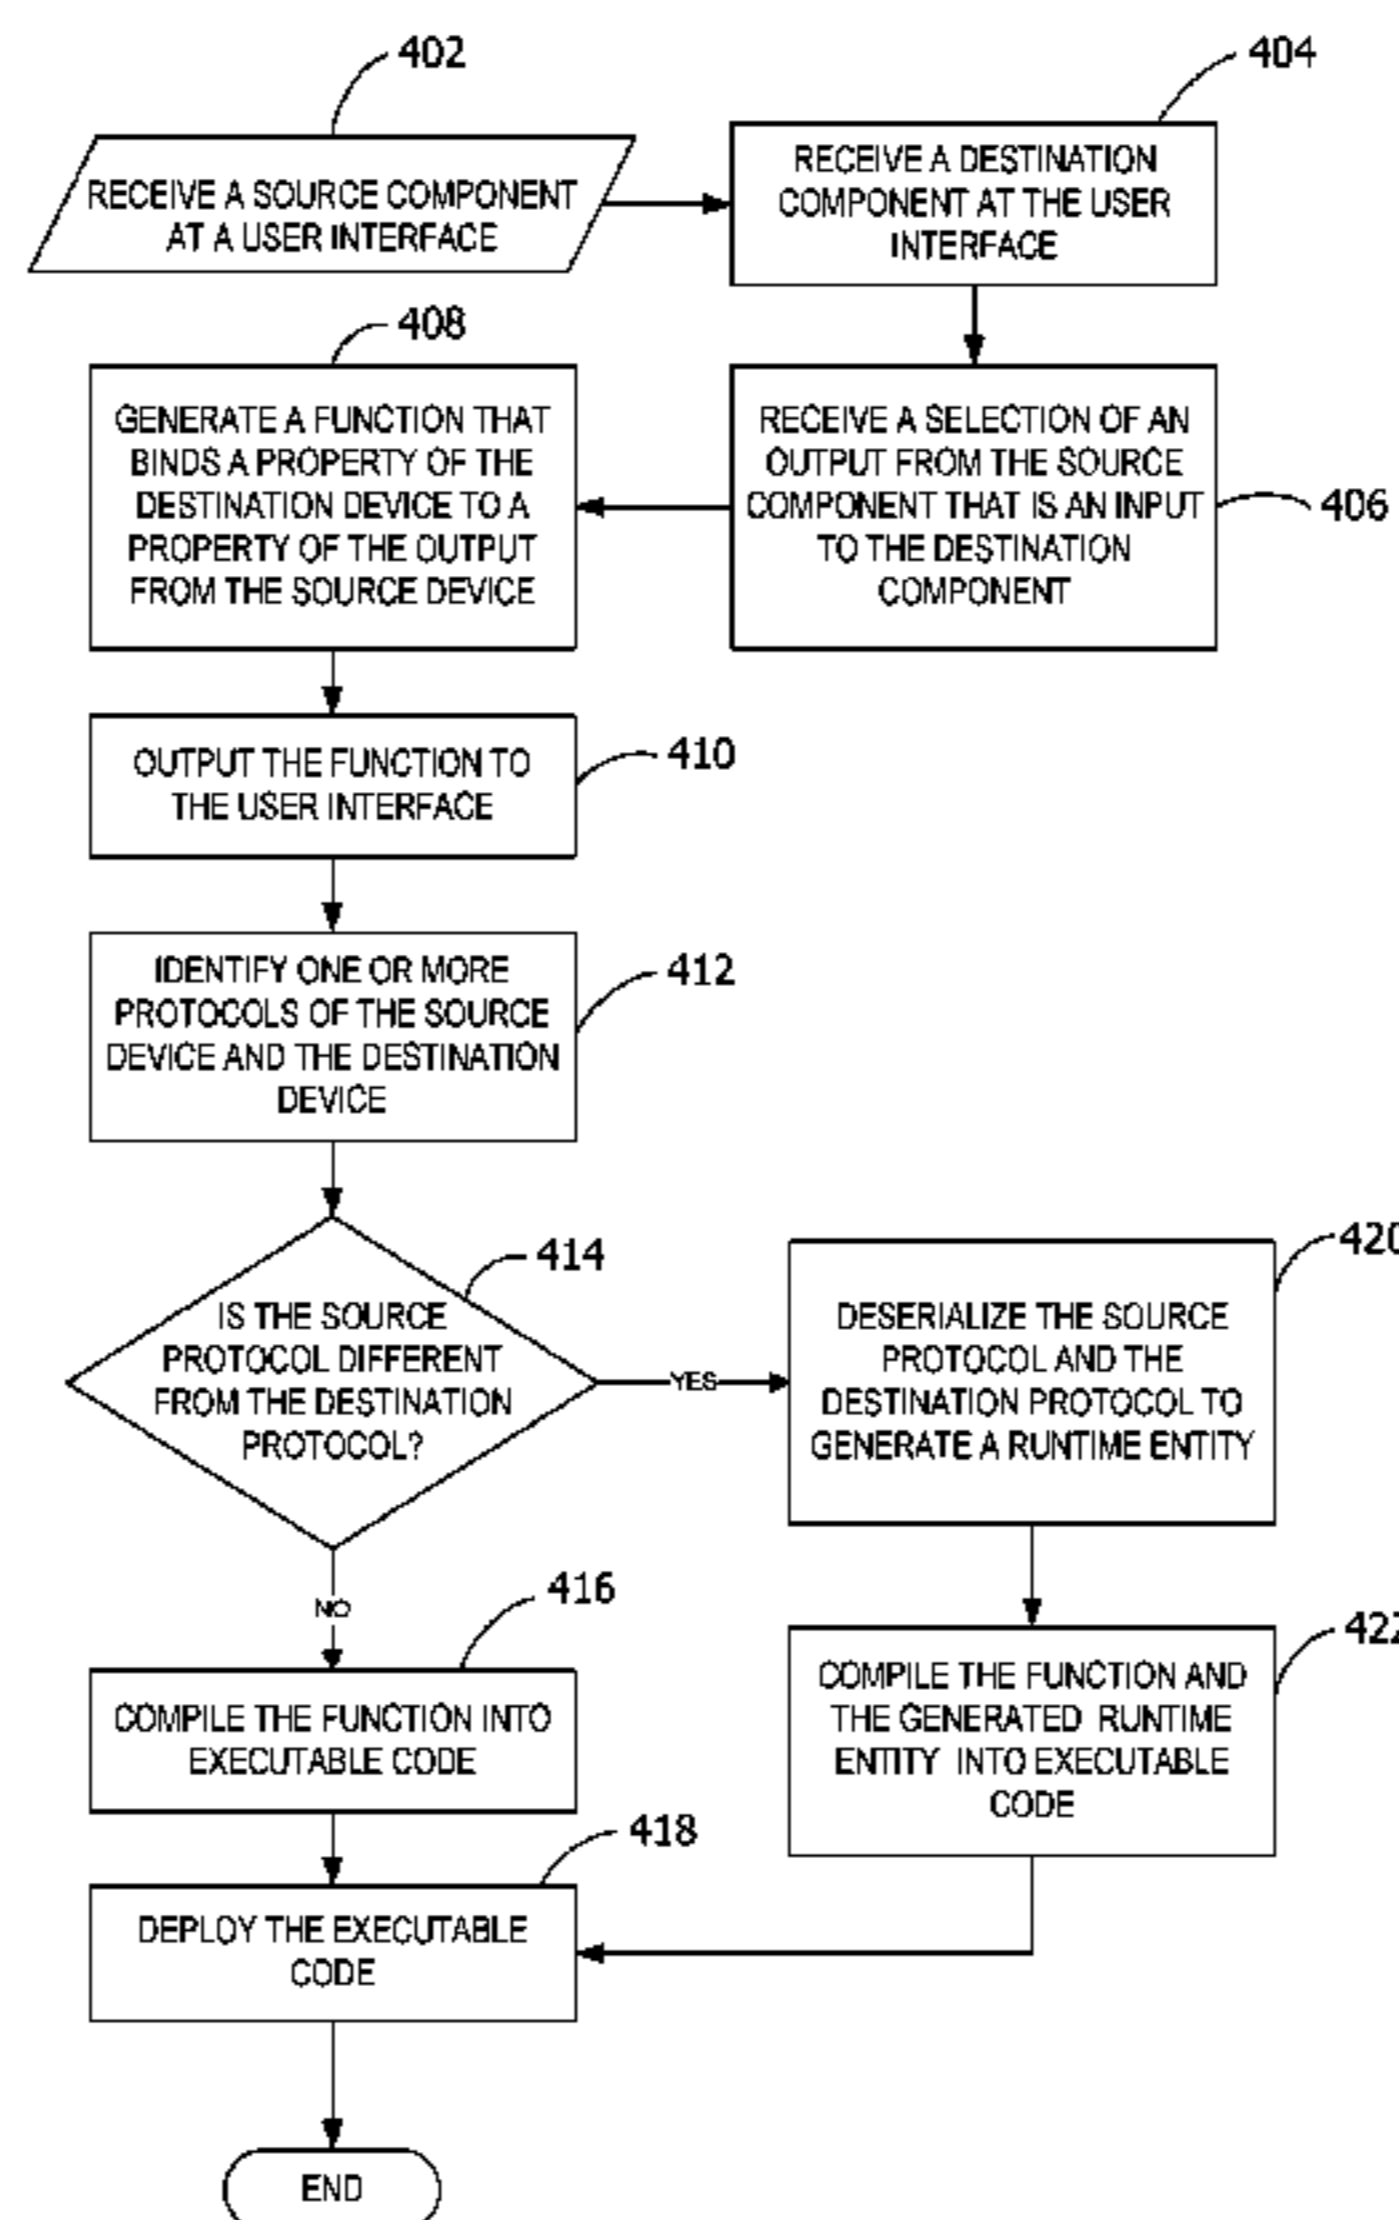 402
RECEIVE A SOURCE COMPONENT
AT A USER INTERFACE
404
RECEIVE A DESTINATION
COMPONENT AT THE USER
INTERFACE
406
RECEIVE A SELECTION OF AN
OUTPUT FROM THE SOURCE
COMPONENT THAT IS AN INPUT
TO THE DESTINATION
COMPONENT
408
GENERATE A FUNCTION THAT
BINDS A PROPERTY OF THE
DESTINATION DEVICE TO A
PROPERTY OF THE OUTPUT
FROM THE SOURCE DEVICE
410
OUTPUT THE FUNCTION TO
THE USER INTERFACE
412
IDENTIFY ONE OR MORE
PROTOCOLS OF THE SOURCE
DEVICE AND THE DESTINATION
DEVICE
414
IS THE SOURCE
PROTOCOL DIFFERENT
FROM THE DESTINATION
PROTOCOL?
YES
420
DESERIALIZE THE SOURCE
PROTOCOL AND THE
DESTINATION PROTOCOL TO
GENERATE A RUNTIME ENTITY
422
COMPILE THE FUNCTION AND
THE GENERATED RUNTIME
ENTITY INTO EXECUTABLE
CODE
NO
416
COMPILE THE FUNCTION INTO
EXECUTABLE CODE
418
DEPLOY THE EXECUTABLE
CODE
END